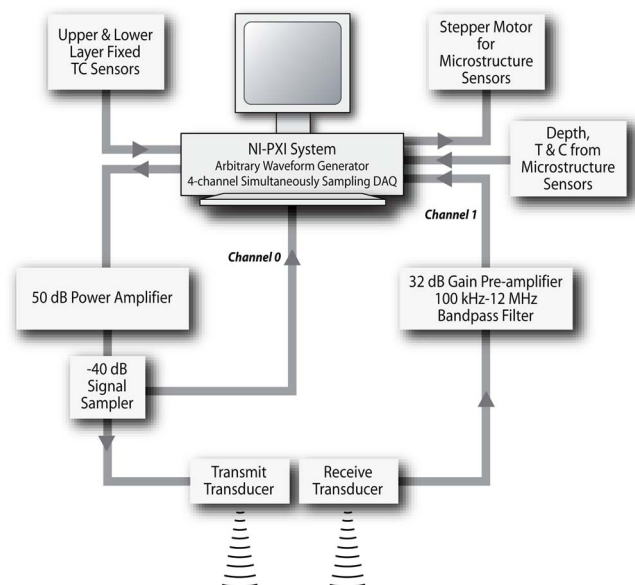 Upper & Lower
Layer Fixed
TC Sensors
Stepper Motor
for
Microstructure
Sensors
NI-PXI System
Arbitrary Waveform Generator
4-channel Simultaneously Sampling DAQ
Depth,
T & C from
Microstructure
Sensors
Channel 1
Channel 0
50 dB Power Amplifier
32 dB Gain Pre-amplifier
100 kHz-12 MHz
Bandpass Filter
-40 dB
Signal
Sampler
Transmit
Transducer
Receive
Transducer